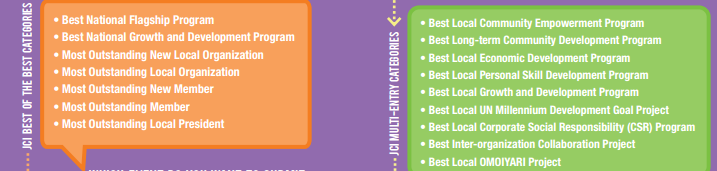 JCI BEST OF THE BEST CATEGORIES
• Best National Flagship Program
• Best National Growth and Development Program
• Most Outstanding New Local Organization
• Most Outstanding Local Organization
• Most Outstanding New Member
• Most Outstanding Member
• Most Outstanding Local President
JCI MULTI-ENTRY CATEGORIES
• Best Local Community Empowerment Program
• Best Long-term Community Development Program
• Best Local Economic Development Program
• Best Local Personal Skill Development Program
• Best Local Growth and Development Program
• Best Local UN Millennium Development Goal Project
• Best Local Corporate Social Responsibility (CSR) Program
• Best Inter-organization Collaboration Project
• Best Local OMOIYARI Project